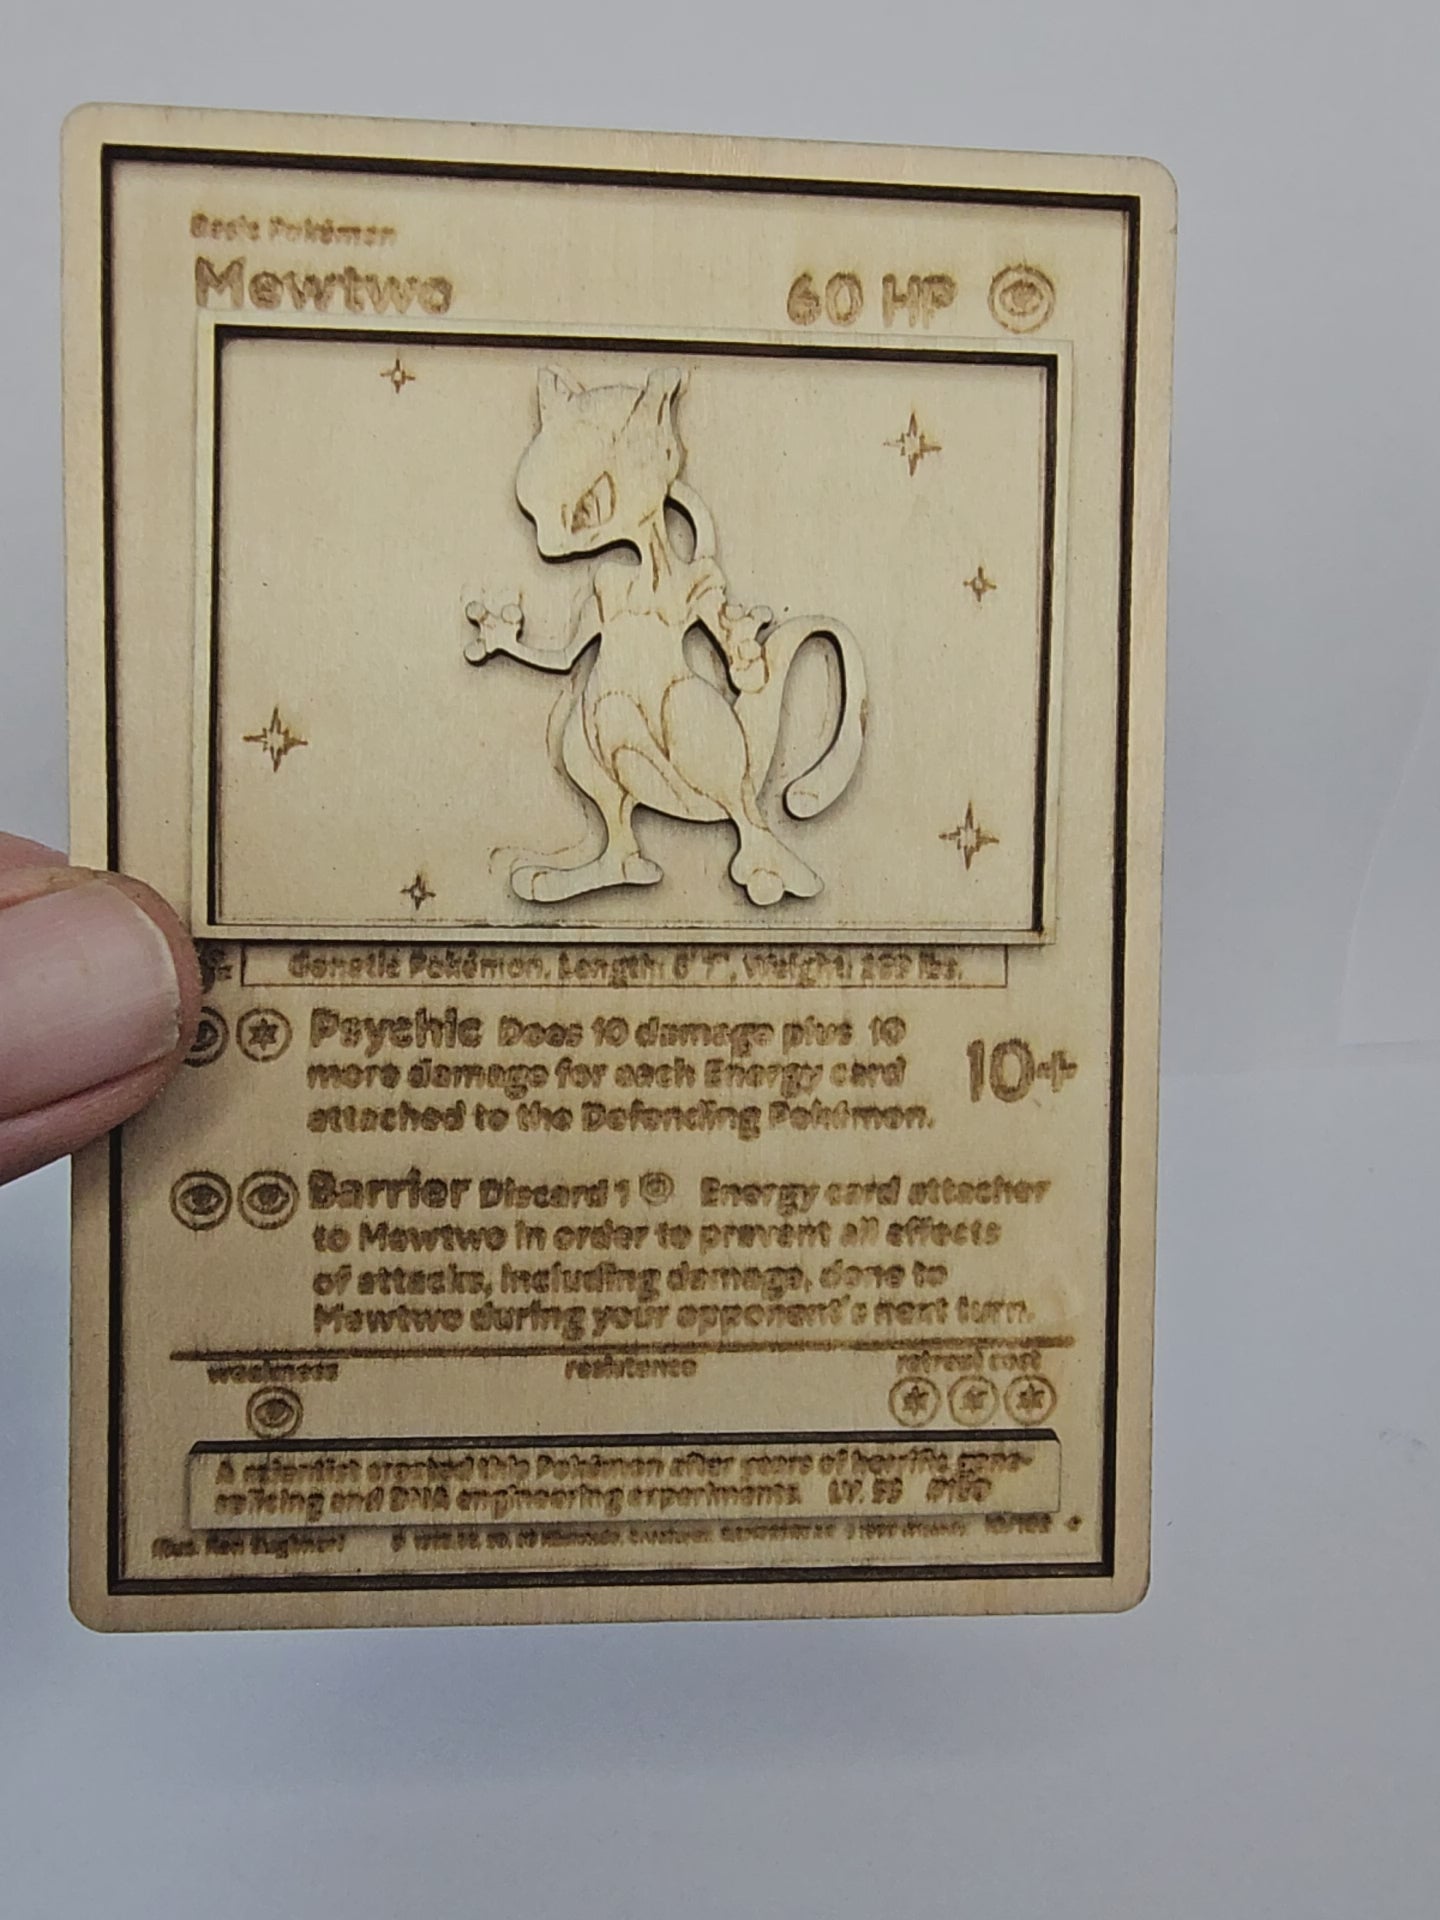 Basic Pokémon
Mewtwo 60 HP
Genetic Pokémon. Length: 6' 7", Weight: lbs.
Psychic Does 10 damage plus 10
more damage for each Energy card
attached to the Defending Pokémon.
10+
Barrier Discard 1 Energy card attacher
to Mewtwo in order to prevent all effects
of attacks, including damage, done to
Mewtwo during your opponent's next turn.
weakness resistance retreat cost
A scientist created this Pokémon after years of horrific gene-
splicing and DNA engineering experiments. LV. 53 #150
10/102